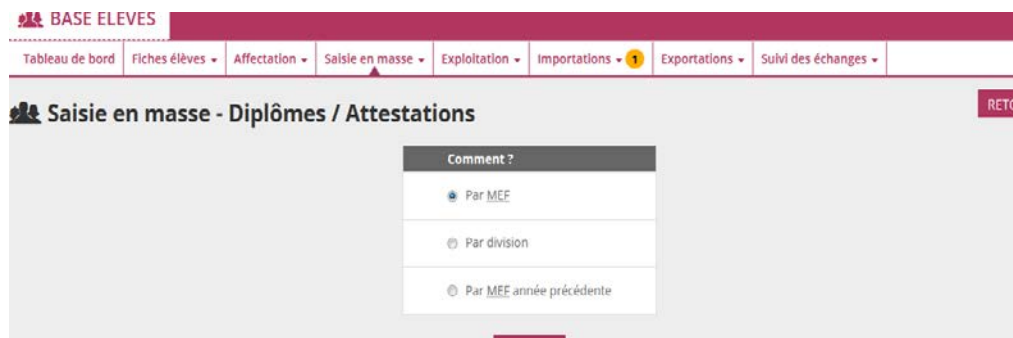 BASE ELEVES
Tableau de bord Fiches élèves Affectation Saisie en masse Exploitation Importations 1 Exportations Suivi des échanges
Saisie en masse - Diplômes / Attestations
RETO
Comment ?
Par MEF
Par division
Par MEF année précédente